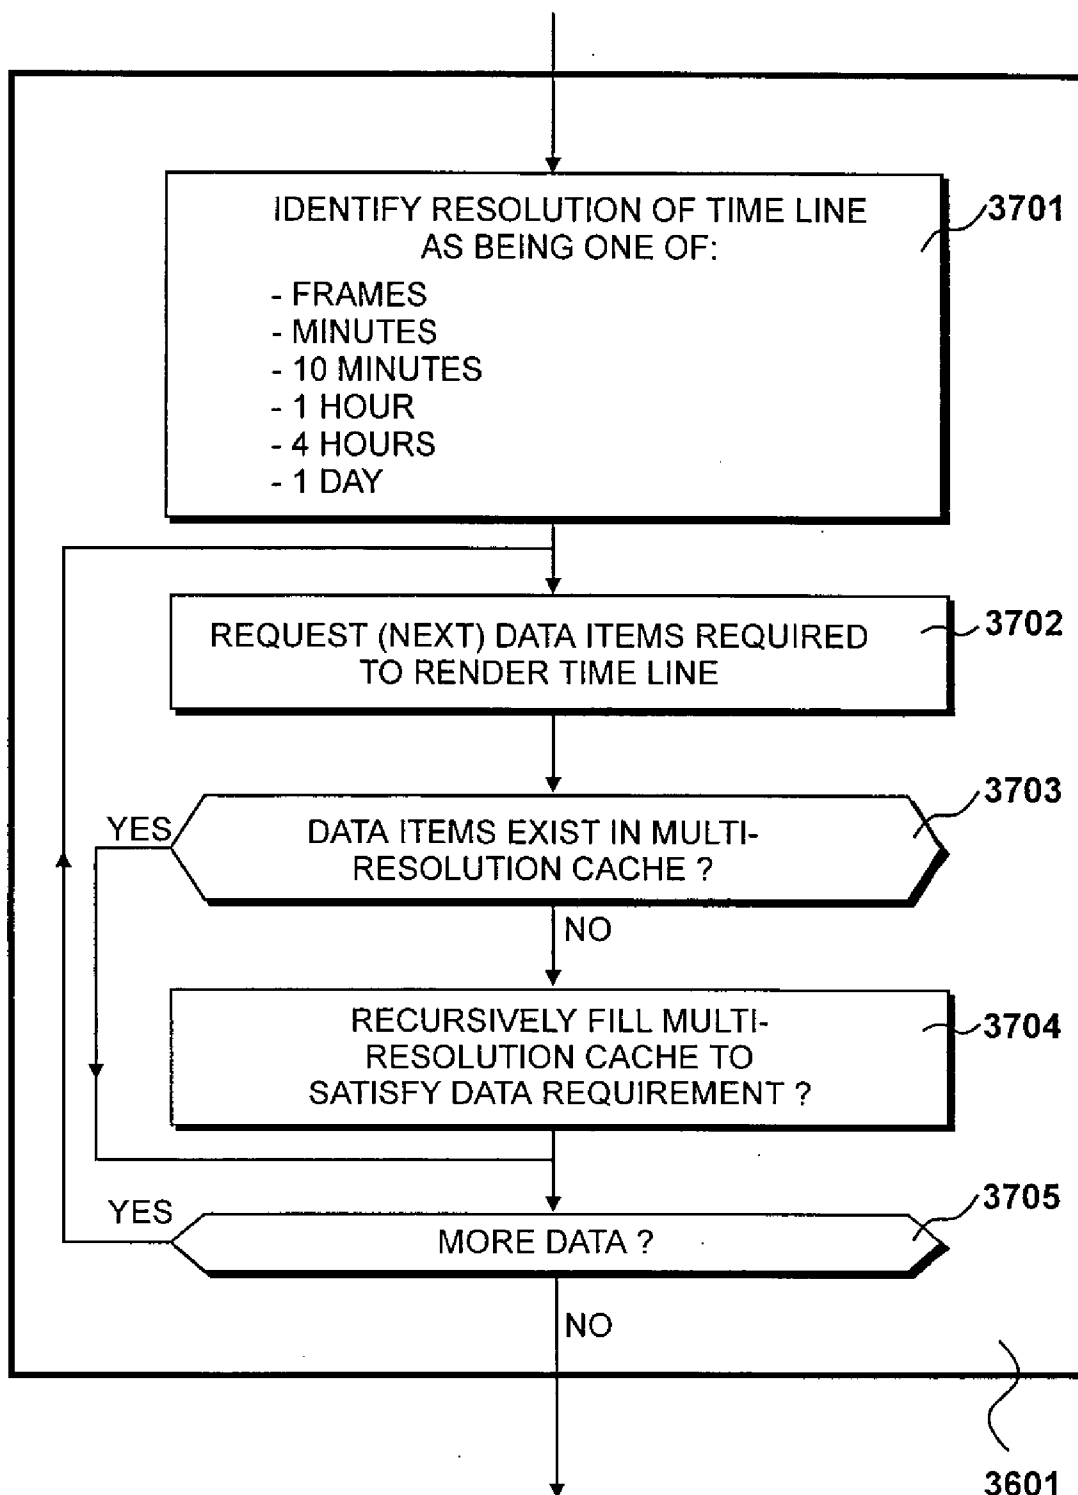 IDENTIFY RESOLUTION OF TIME LINE
AS BEING ONE OF:
- FRAMES
- MINUTES
- 10 MINUTES
- 1 HOUR
- 4 HOURS
- 1 DAY
3701
REQUEST (NEXT) DATA ITEMS REQUIRED
TO RENDER TIME LINE
3702
DATA ITEMS EXIST IN MULTI-
RESOLUTION CACHE ?
3703
YES
NO
RECURSIVELY FILL MULTI-
RESOLUTION CACHE TO
SATISFY DATA REQUIREMENT ?
3704
YES
MORE DATA ?
3705
NO
3601